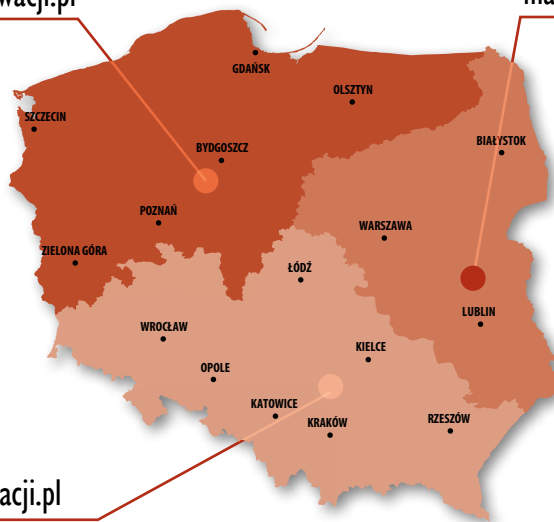 wacji.pl
GDAŃSK
OLSZTYN
SZCZECIN
BIAŁYSTOK
BYDGOSZCZ
POZNAŃ
WARSZAWA
ZIELONA GÓRA
ŁÓDŹ
LUBLIN
WROCŁAW
KIELCE
OPOLE
KATOWICE
KRAKÓW
RZESZÓW
acji.pl